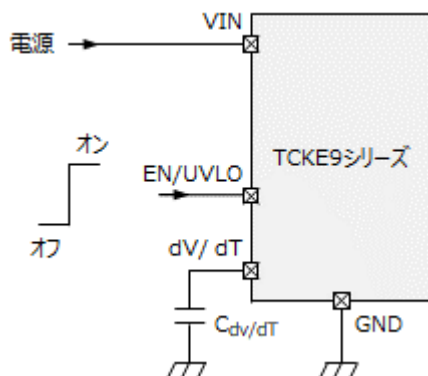 VIN
電源
オン
TCKE9シリーズ
EN/UVLO
オフ
dV/ dT
Cdv/dT
GND